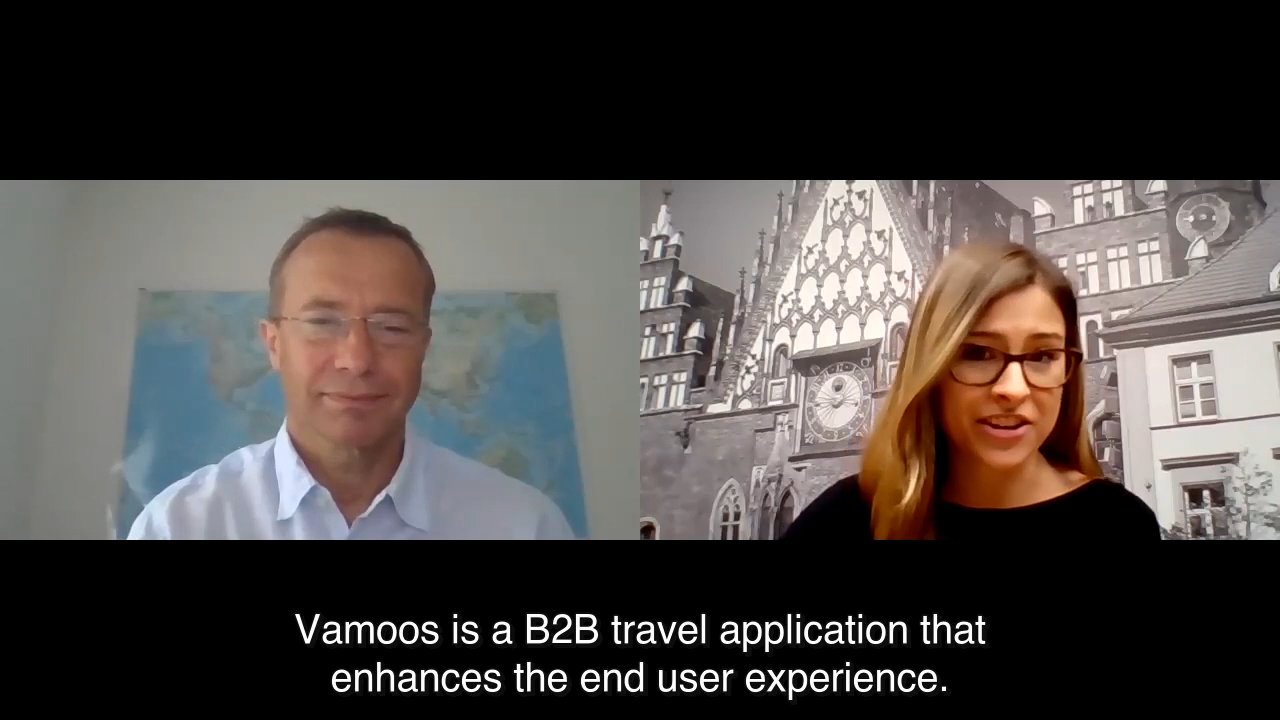 Vamoos is a B2B travel application that
enhances the end user experience.